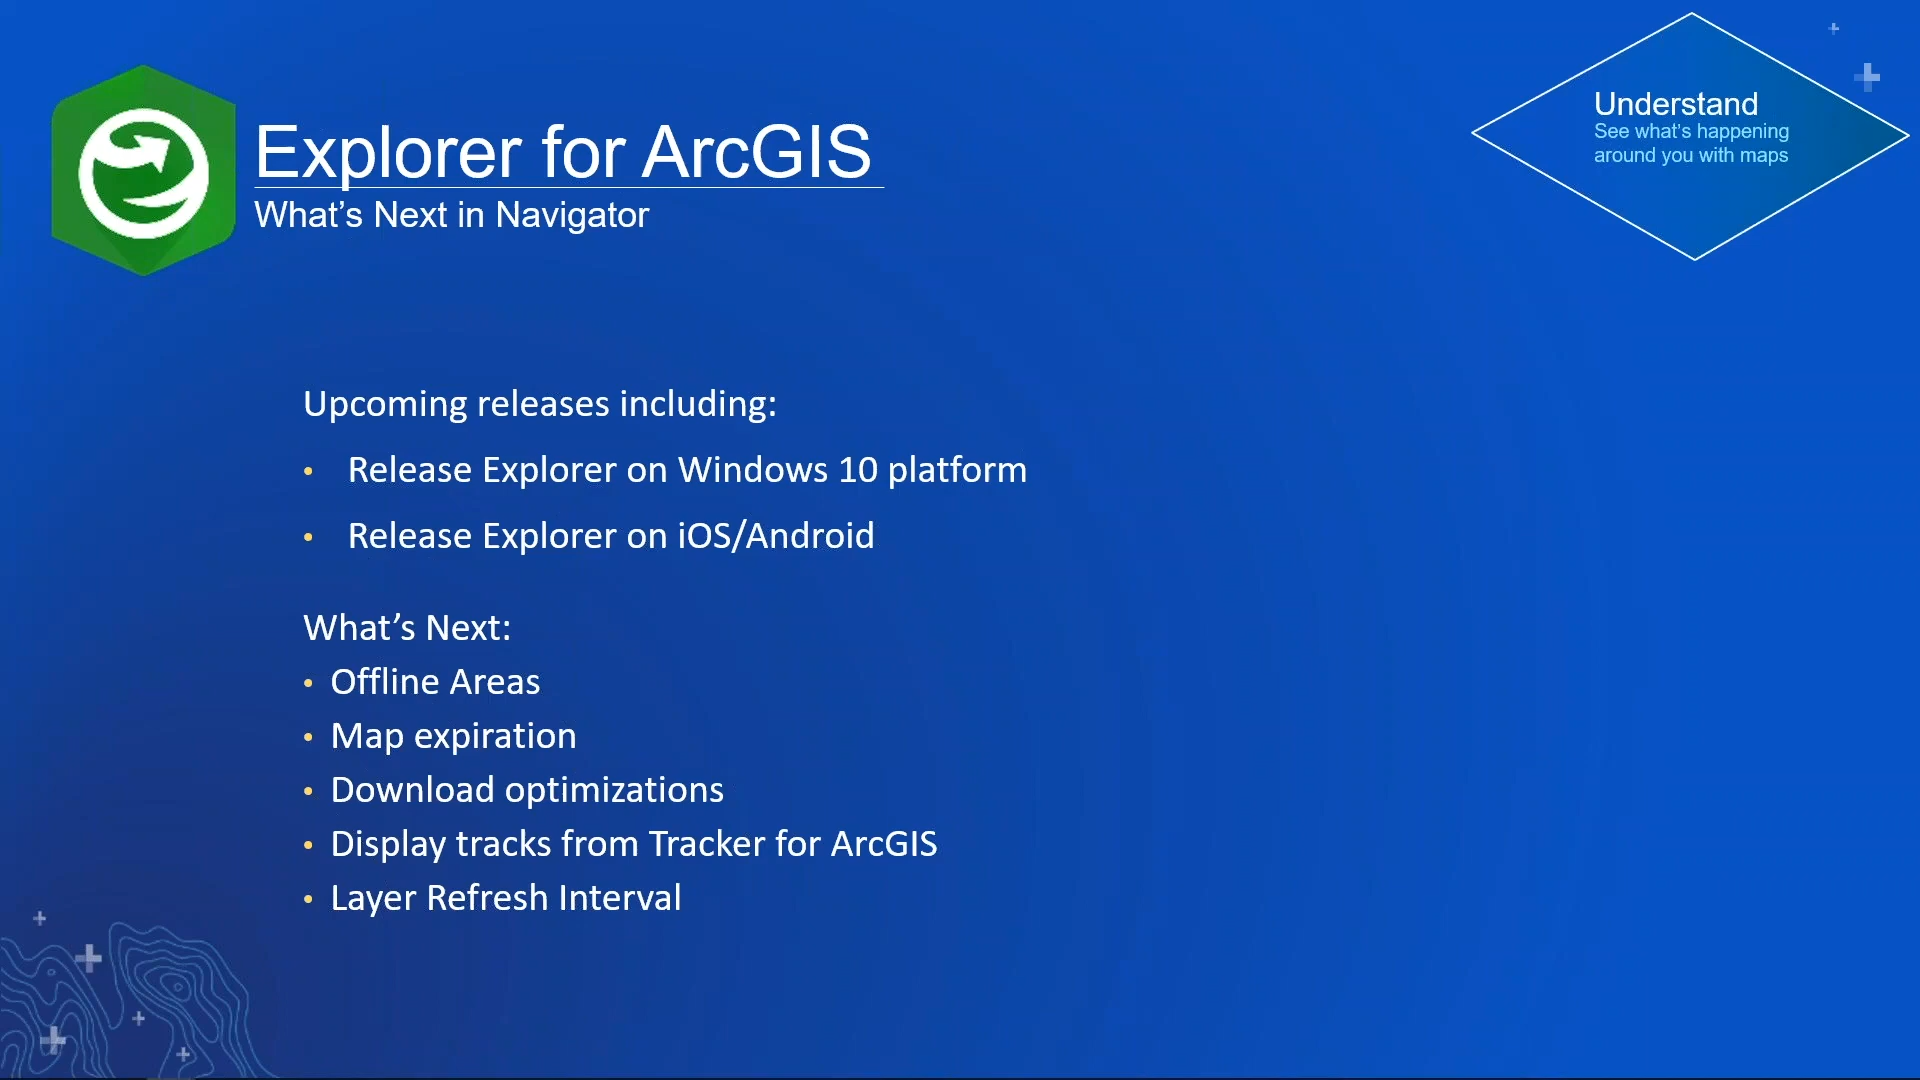 Understand
See what's happening
around you with maps
Explorer for ArcGIS
What's Next in Navigator
Upcoming releases including:
• Release Explorer on Windows 10 platform
• Release Explorer on iOS/Android
What's Next:
• Offline Areas
• Map expiration
• Download optimizations
• Display tracks from Tracker for ArcGIS
• Layer Refresh Interval